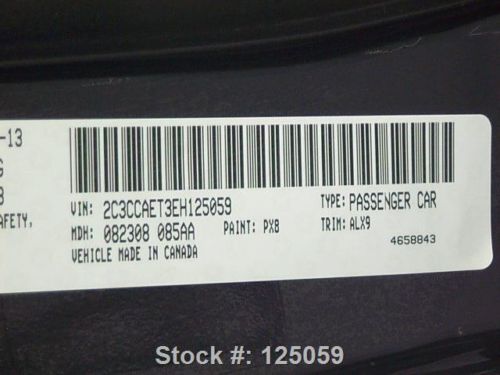 -13
G
8
AFETY,
VIN: 2C3CCAET3EH125059
TYPE: PASSENGER CAR
MDH: 082308 085AA
PAINT: PX8
TRIM: ALX9
VEHICLE MADE IN CANADA
4658843
Stock #: 125059